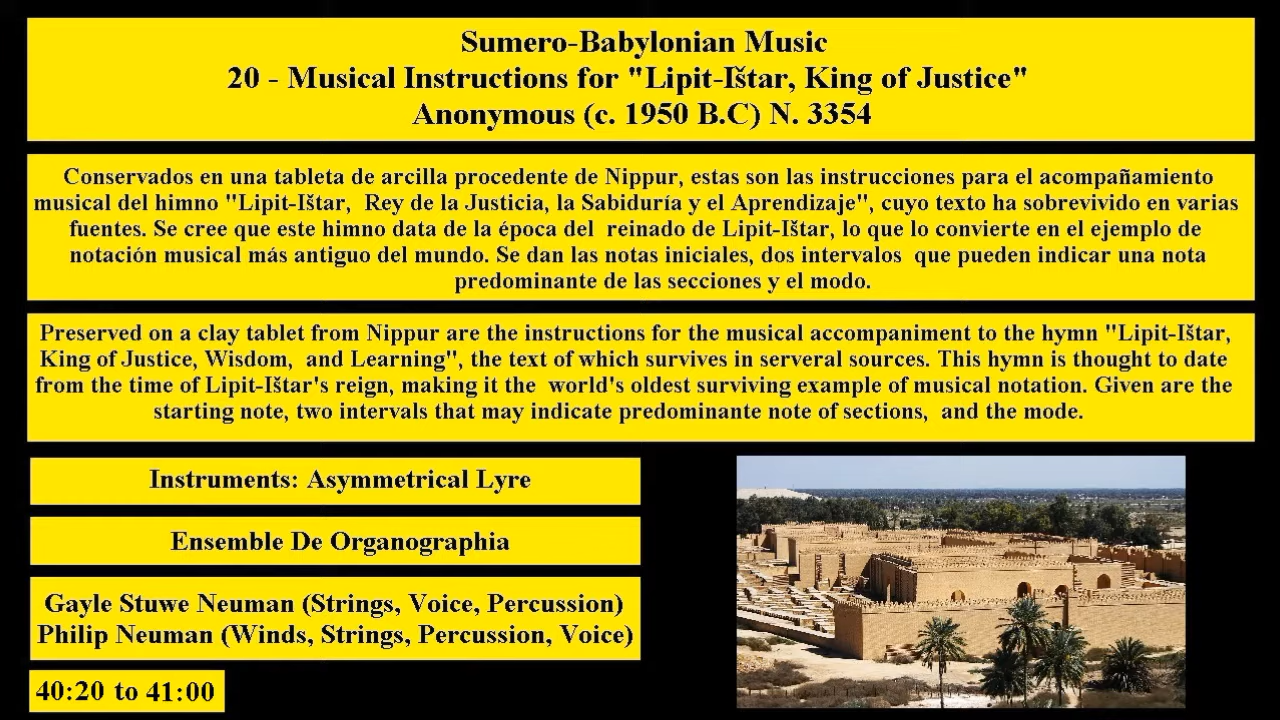 Sumero-Babylonian Music
20 - Musical Instructions for "Lipit-Ištar, King of Justice"
Anonymous (c. 1950 B.C) N. 3354
Conservados en una tableta de arcilla procedente de Nippur, estas son las instrucciones para el acompañamiento
musical del himno "Lipit-Ištar, Rey de la Justicia, la Sabiduría y el Aprendizaje", cuyo texto ha sobrevivido en varias
fuentes. Se cree que este himno data de la época del reinado de Lipit-Ištar, lo que lo convierte en el ejemplo de
notación musical más antiguo del mundo. Se dan las notas iniciales, dos intervalos que pueden indicar una nota
predominante de las secciones y el modo.
Preserved on a clay tablet from Nippur are the instructions for the musical accompaniment to the hymn "Lipit-Ištar,
King of Justice, Wisdom, and Learning", the text of which survives in serveral sources. This hymn is thought to date
from the time of Lipit-Ištar's reign, making it the world's oldest surviving example of musical notation. Given are the
starting note, two intervals that may indicate predominante note of sections, and the mode.
Instruments: Asymmetrical Lyre
Ensemble De Organographia
Gayle Stuwe Neuman (Strings, Voice, Percussion)
Philip Neuman (Winds, Strings, Percussion, Voice)
40:20 to 41:00